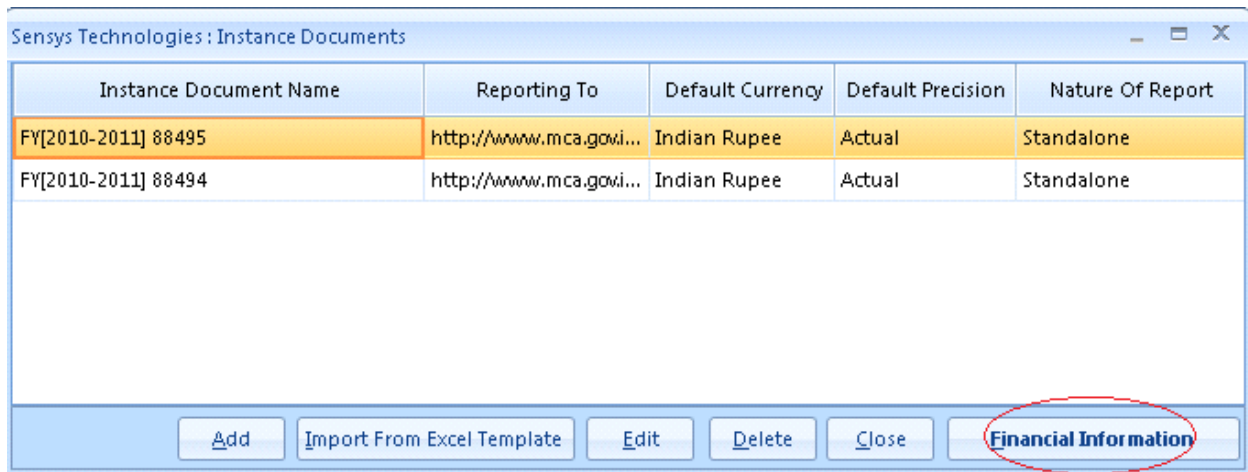 Sensys Technologies : Instance Documents
Instance Document Name Reporting To Default Currency Default Precision Nature Of Report
FY[2010-2011] 88495 http://www.mca.gov.i... Indian Rupee Actual Standalone
FY[2010-2011] 88494 http://www.mca.gov.i... Indian Rupee Actual Standalone
Add Import From Excel Template Edit Delete Close Financial Information